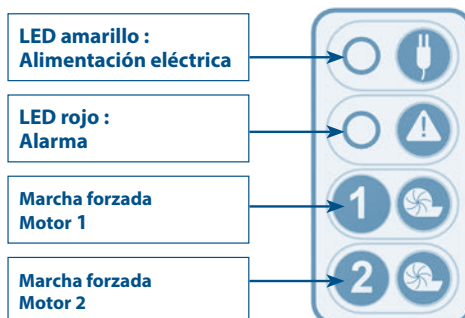 LED amarillo :
Alimentación eléctrica
LED rojo :
Alarma
Marcha forzada
Motor 1
1
Marcha forzada
Motor 2
2